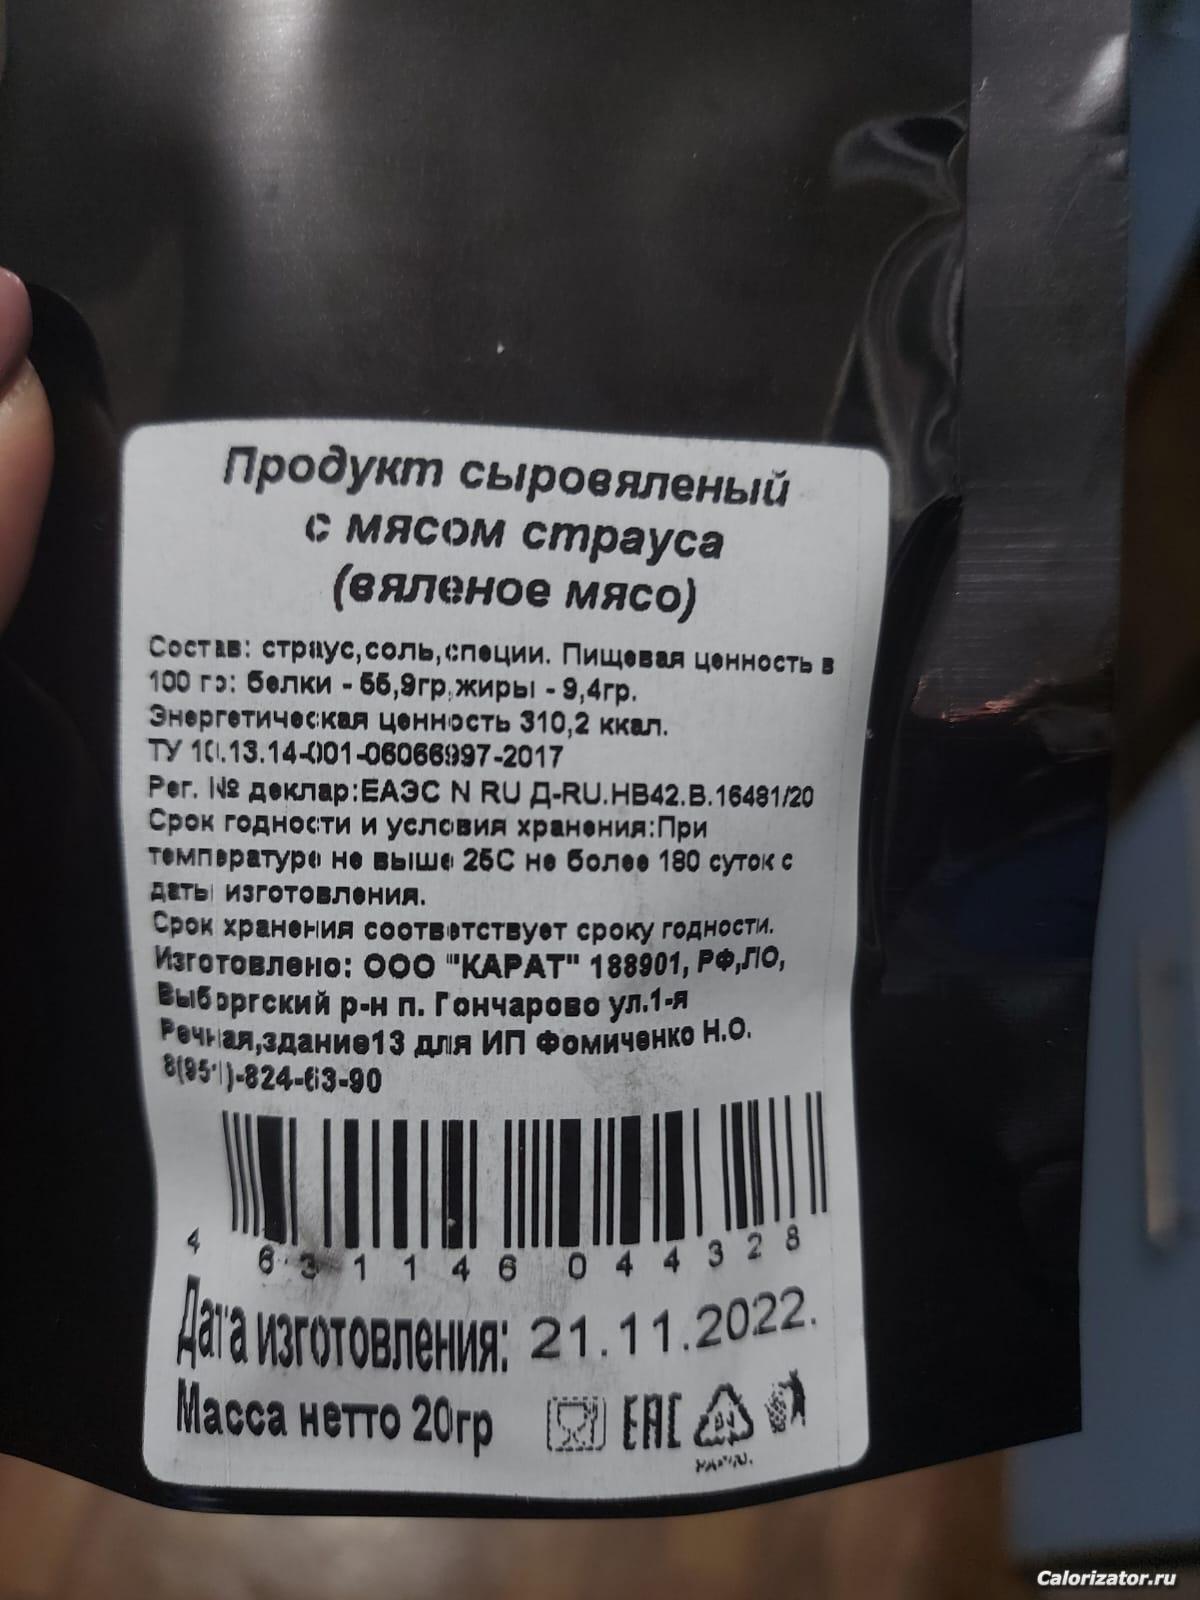 Продукт сыровяленый
с мясом страуса
(вяленое мясо)
Состав: страус,соль,специи. Пищевая ценность в
100 гр: белки - 56,9гр,жиры - 9,4гр.
Энергетическая ценность 310,2 ккал.
ТУ 10.13.14-001-06066997-2017
Рег. № деклар:ЕАЭС N RU Д-RU.НВ42.В.16481/20
Срок годности и условия хранения:При
температуре не выше 25С не более 180 суток с
даты изготовления.
Срок хранения соответствует сроку годности.
Изготовлено: ООО "КАРАТ" 188901, РФ,ЛО,
Выборгский р-н п. Гончарово ул.1-я
Речная,здание13 для ИП Фомиченко Н.О.
8(951)-824-63-90
4 631146 044328
Дата изготовления: 21.11.2022.
Масса нетто 20гр
ЕАС
Calorizator.ru